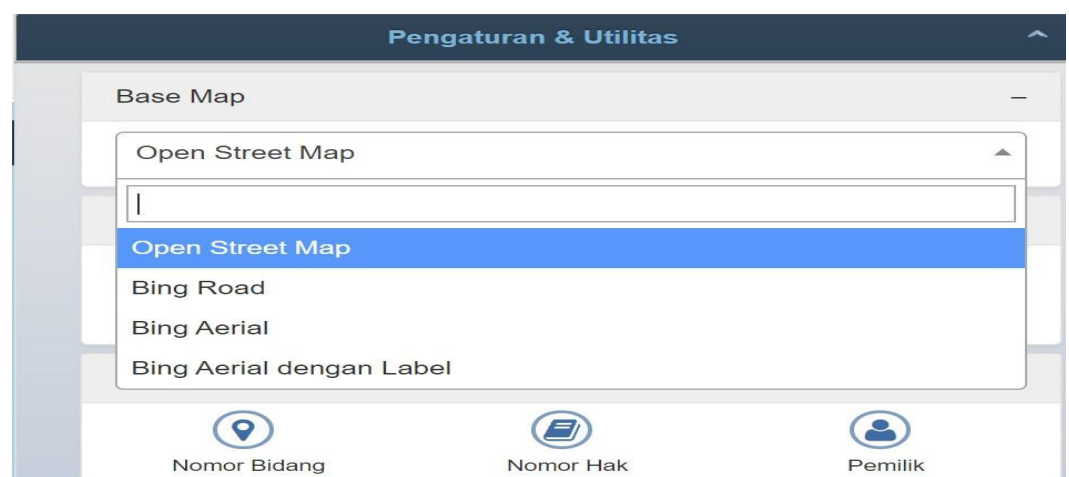 Pengaturan & Utilitas
Base Map
Open Street Map
Open Street Map
Bing Road
Bing Aerial
Bing Aerial dengan Label
Nomor Bidang Nomor Hak Pemilik